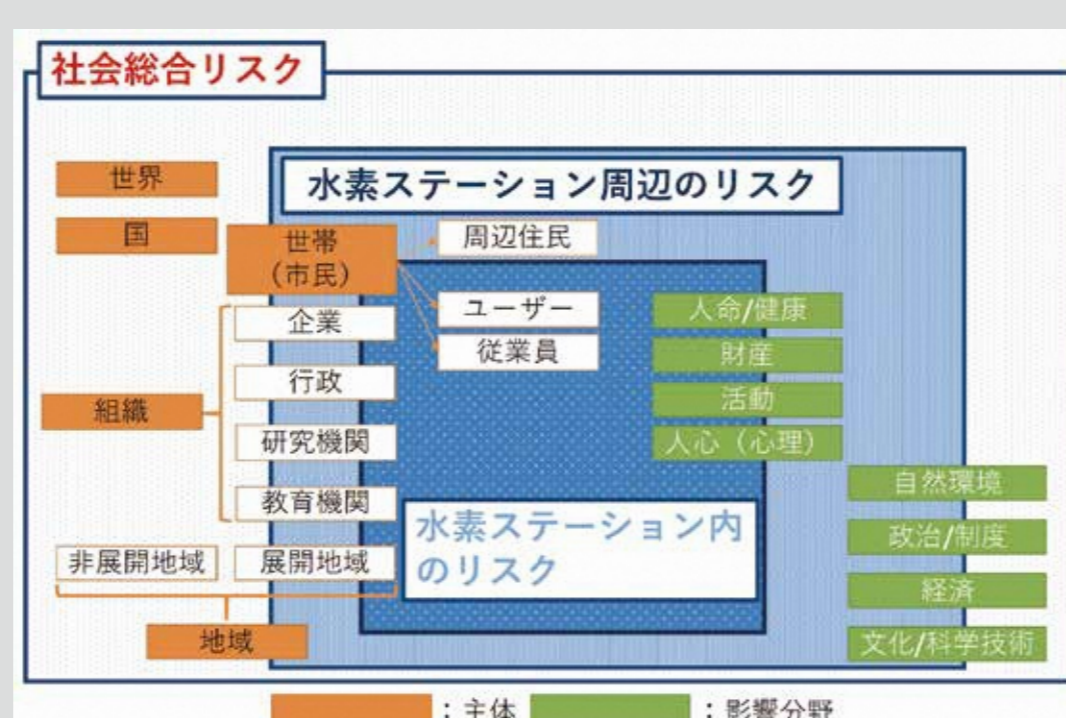 社会総合リスク
世界
国
水素ステーション周辺のリスク
世帯
（市民）
周辺住民
ユーザー
従業員
企業
行政
研究機関
教育機関
組織
非展開地域
展開地域
地域
人命/健康
財産
活動
人心（心理）
水素ステーション内
のリスク
自然環境
政治/制度
経済
文化/科学技術
：主体
：影響分野